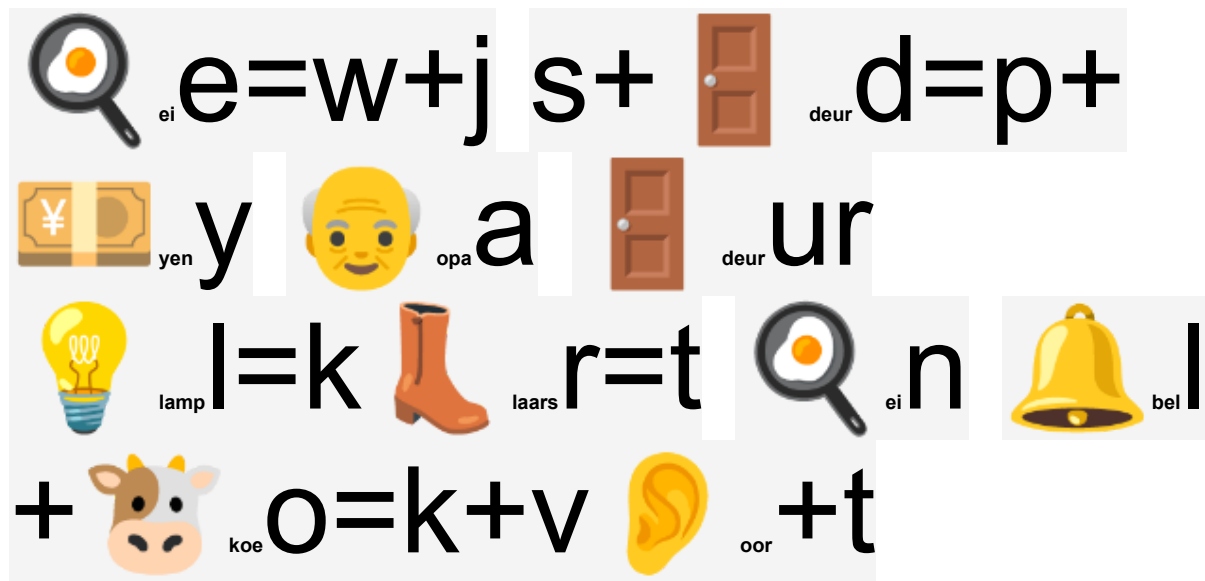 ei e=w+j s+ deur d=p+
¥ yen y opa a deur ur
lamp l=k laars r=t ei n bel l
+ koe o=k+v oor +t